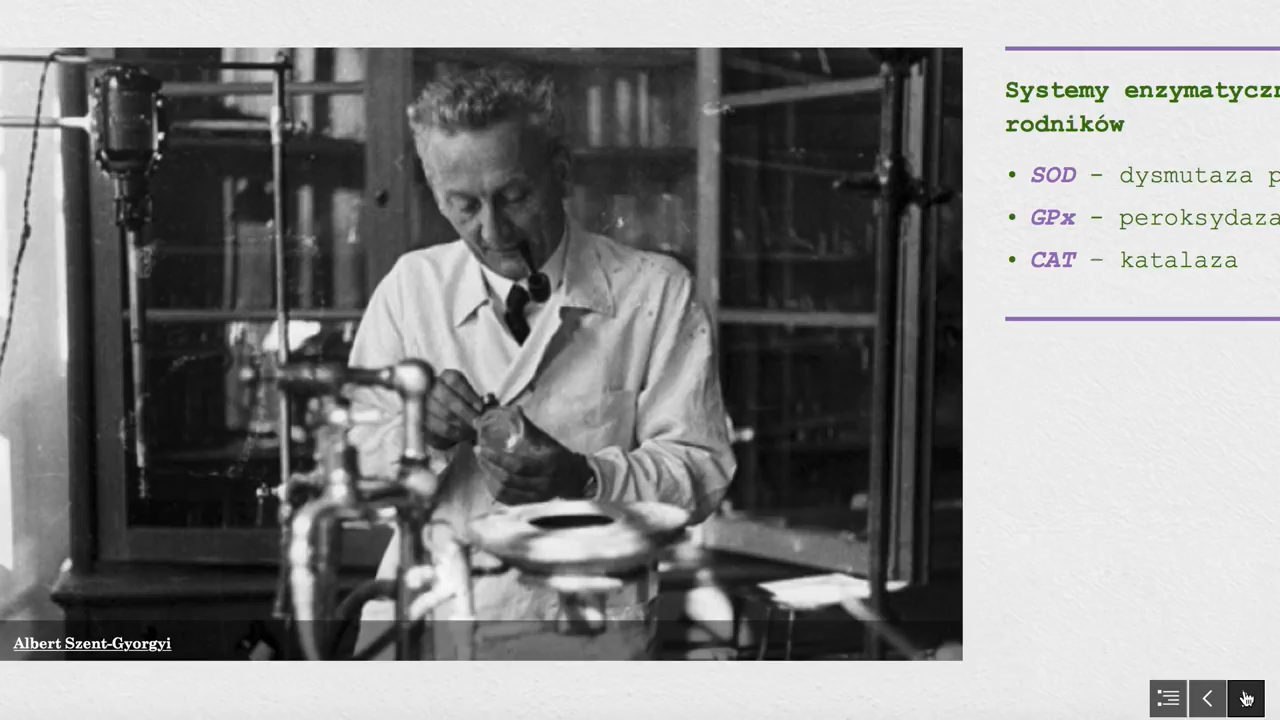 Systemy enzymatyczn
rodników
• SOD – dysmutaza p
• GPx – peroksydaza
• CAT – katalaza
Albert Szent-Gyorgyi